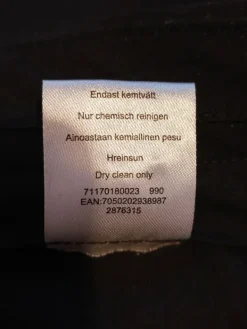 Endast kemtvätt
Nur chemisch reinigen
Ainoastaan kemiallinen pesu
Hreinsun
Dry clean only
71170180023 990
EAN:7050202936987
2876315